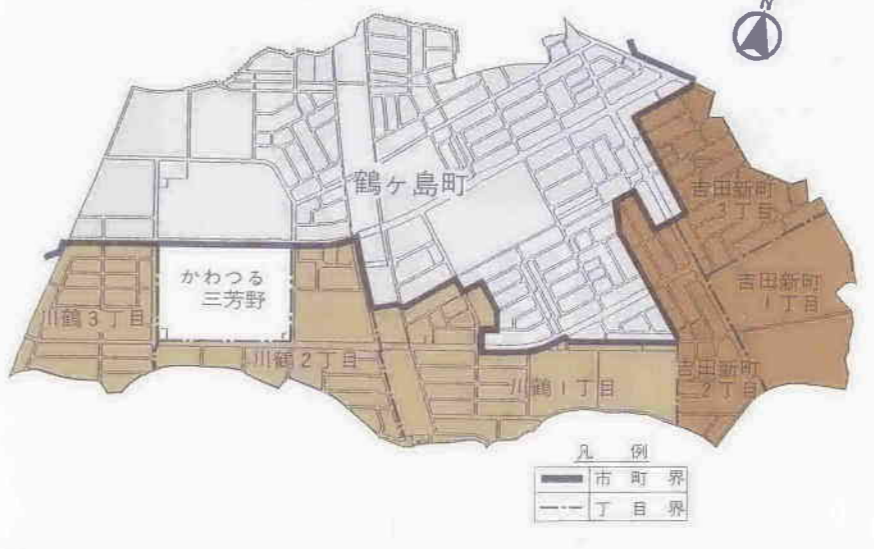 N
鶴ヶ島町
吉田新町
3丁目
かわつる
三芳野
吉田新町
1丁目
川鶴3丁目
川鶴2丁目
吉田新町
2丁目
川鶴1丁目
凡例
市町界
丁目界